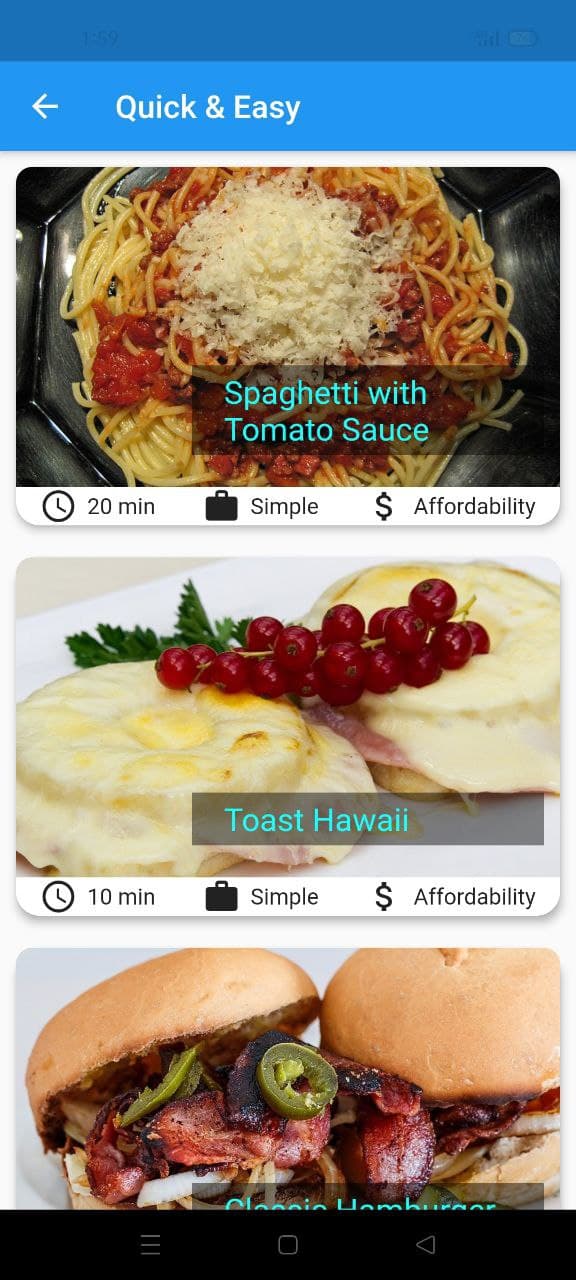 1:59
Quick & Easy
Spaghetti with
Tomato Sauce
20 min Simple $ Affordability
Toast Hawaii
10 min Simple $ Affordability
Classic Hamburger